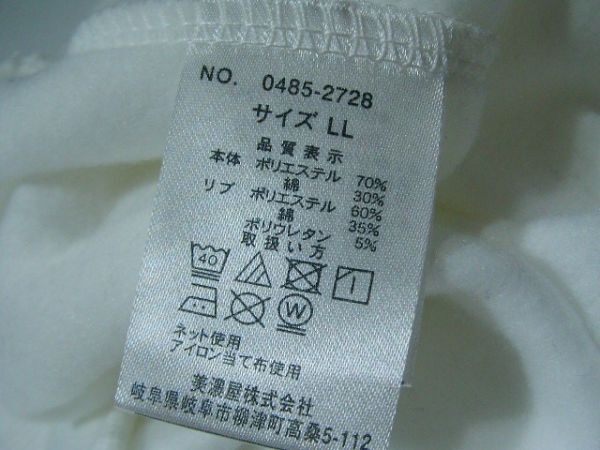 NO. 0485-2728
サイズ LL
品質表示
本体 ポリエステル 70%
綿 30%
リブ ポリエステル 60%
綿 35%
ポリウレタン 5%
取扱い方
40
W
ネット使用
アイロン当て布使用
美濃屋株式会社
岐阜県岐阜市柳津町高桑5-112